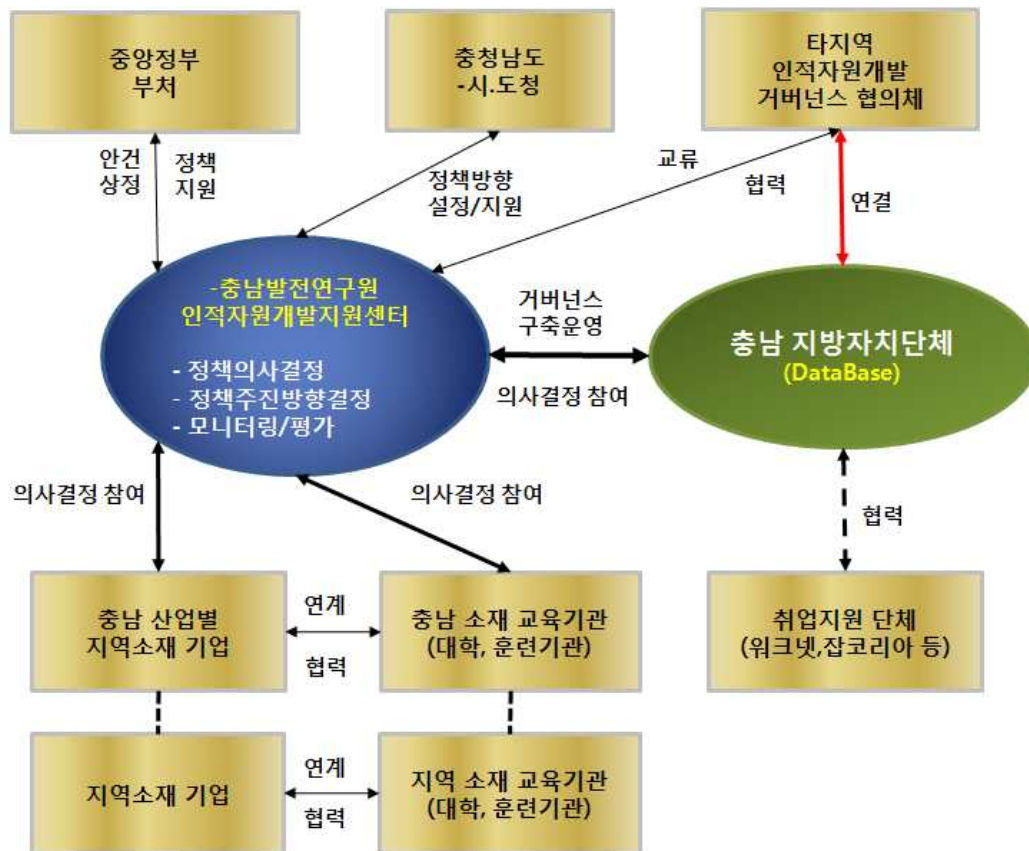 중앙정부
부처
충청남도
-시.도청
타지역
인적자원개발
거버넌스 협의체
안건
상정
정책
지원
정책방향
설정/지원
교류
협력
연결
-충남발전연구원
인적자원개발지원센터
- 정책의사결정
- 정책주진방향결정
- 모니터링/평가
거버넌스
구축운영
의사결정 참여
충남 지방자치단체
(DataBase)
의사결정 참여
의사결정 참여
협력
충남 산업별
지역소재 기업
연계
협력
충남 소재 교육기관
(대학, 훈련기관)
취업지원 단체
(워크넷,잡코리아 등)
지역소재 기업
연계
협력
지역 소재 교육기관
(대학, 훈련기관)